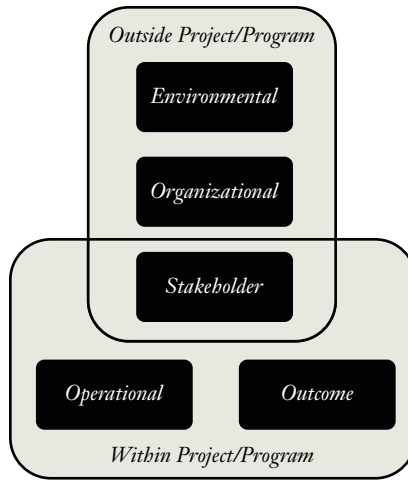 Outside Project/Program
Environmental
Organizational
Stakeholder
Operational
Outcome
Within Project/Program